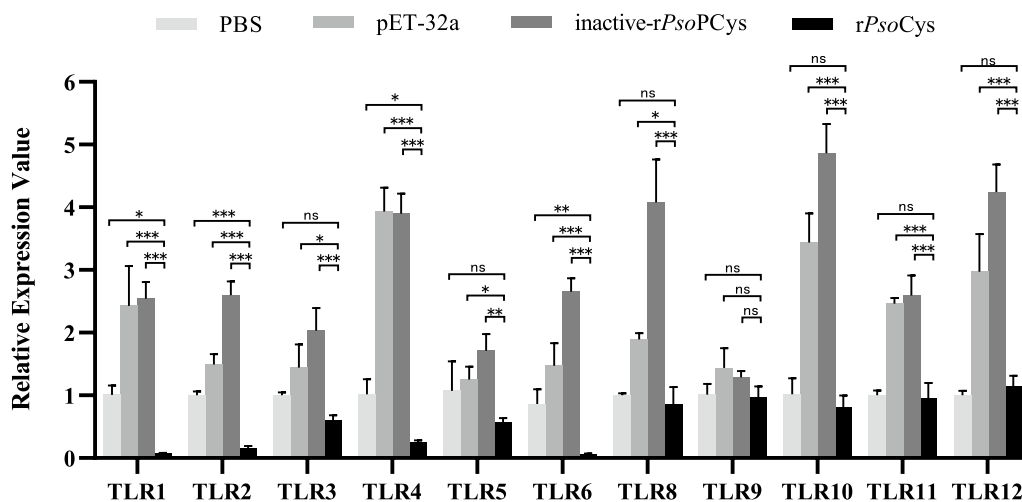 PBS pET-32a inactive-rPsoPCys rPsoCys
Relative Expression Value
6
5
4
3
2
1
0
* *** ***
*** *** ***
ns * ***
* *** ***
ns * **
** *** ***
ns * ***
ns ns ns
ns *** ***
ns *** ***
ns *** ***
TLR1 TLR2 TLR3 TLR4 TLR5 TLR6 TLR8 TLR9 TLR10 TLR11 TLR12